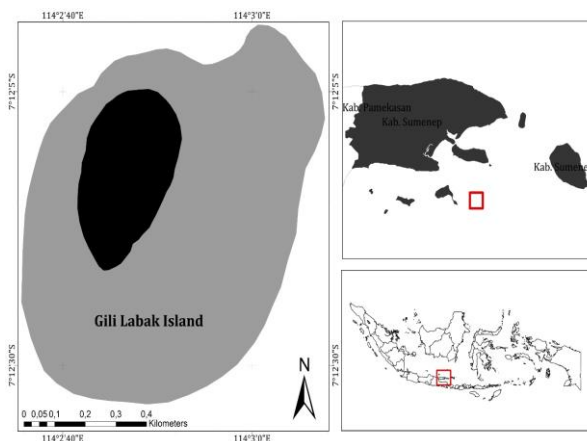 114°2'40"E
114°3'0"E
7°12'5"S
7°12'30"S
Gili Labak Island
N
0 0,05 0,1 0,2 0,3 0,4
Kilometers
114°2'40"E
114°3'0"E
7°12'5"S
7°12'30"S
Kab. Pamekasan
Kab. Sumenep
Kab. Sumenep